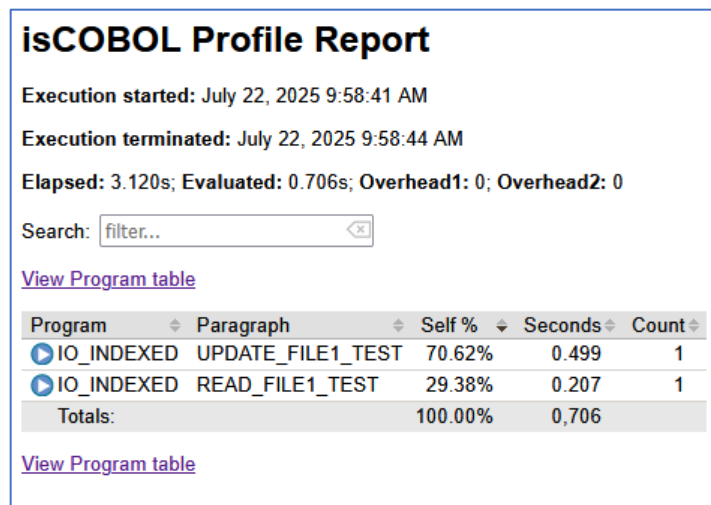 isCOBOL Profile Report
Execution started: July 22, 2025 9:58:41 AM
Execution terminated: July 22, 2025 9:58:44 AM
Elapsed: 3.120s; Evaluated: 0.706s; Overhead1: 0; Overhead2: 0
Search: filter...
View Program table
Program Paragraph Self % Seconds Count
IO_INDEXED UPDATE_FILE1_TEST 70.62% 0.499 1
IO_INDEXED READ_FILE1_TEST 29.38% 0.207 1
Totals: 100.00% 0,706
View Program table